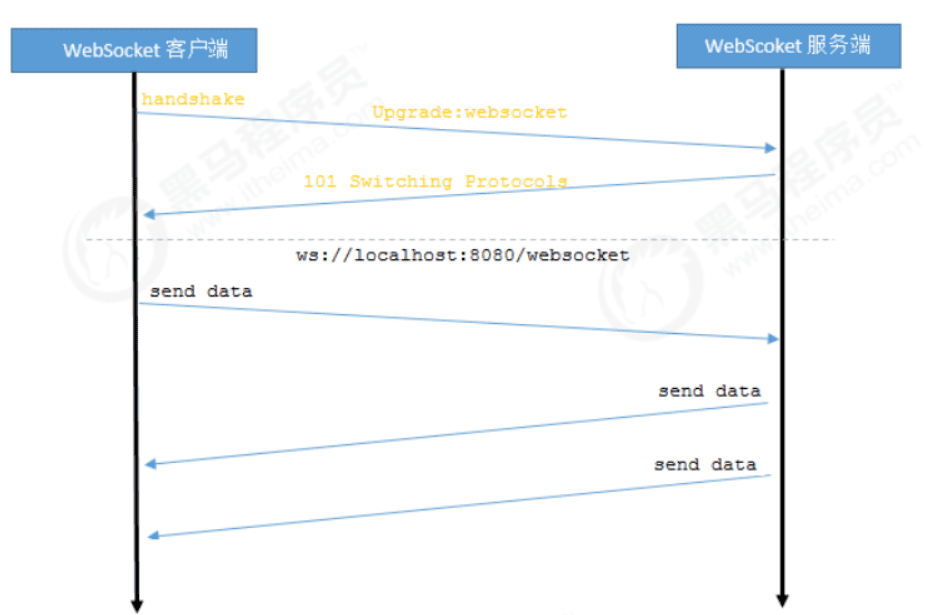 WebSocket 客户端
WebScoket 服务端
handshake
Upgrade:websocket
101 Switching Protocols
ws://localhost:8080/websocket
send data
send data
send data
黑马程序员
www.itheima.com
黑马程序员
www.itheima.com